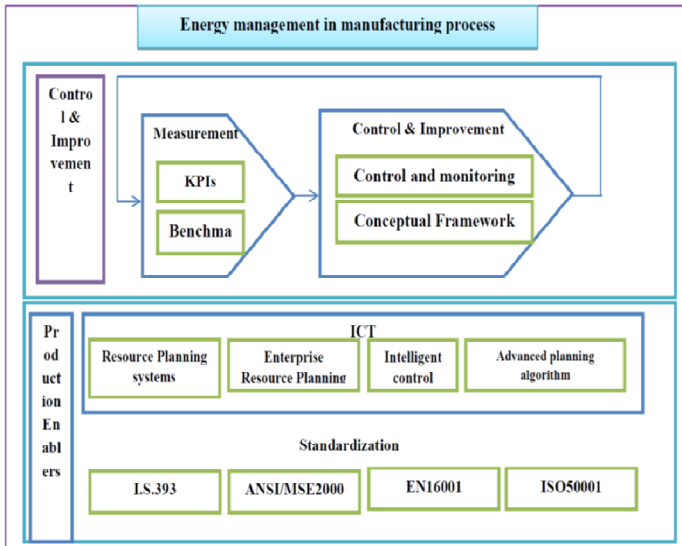 Energy management in manufacturing process
Contro
l &
Impro
vemen
t
Measurement
KPIs
Benchma
Control & Improvement
Control and monitoring
Conceptual Framework
Pr
od
uct
ion
En
abl
ers
ICT
Resource Planning
systems
Enterprise
Resource Planning
Intelligent
control
Advanced planning
algorithm
Standardization
I.S.393
ANSI/MSE2000
EN16001
ISO50001